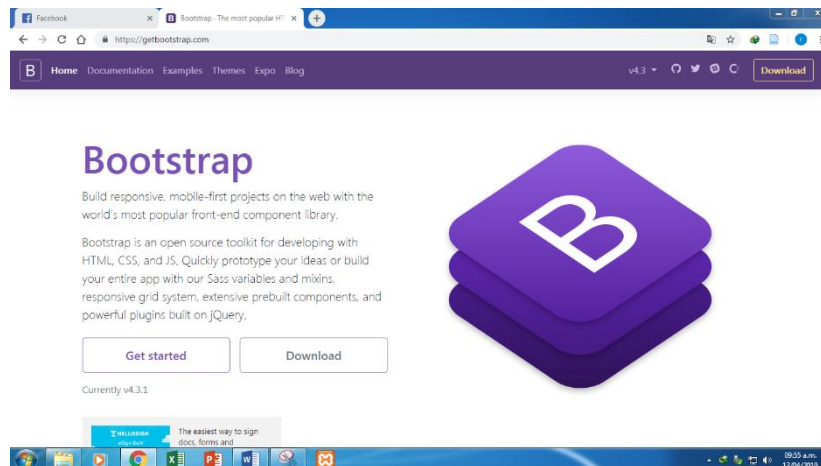 Facebook
Bootstrap · The most popular HT
https://getbootstrap.com
B Home Documentation Examples Themes Expo Blog v4.3 Download
B
Bootstrap
Build responsive, mobile-first projects on the web with the
world's most popular front-end component library.
Bootstrap is an open source toolkit for developing with
HTML, CSS, and JS. Quickly prototype your ideas or build
your entire app with our Sass variables and mixins,
responsive grid system, extensive prebuilt components, and
powerful plugins built on jQuery.
Get started Download
Currently v4.3.1
HELLOSIGN
The easiest way to sign
docs, forms and
09:55 a.m.
12/04/2019